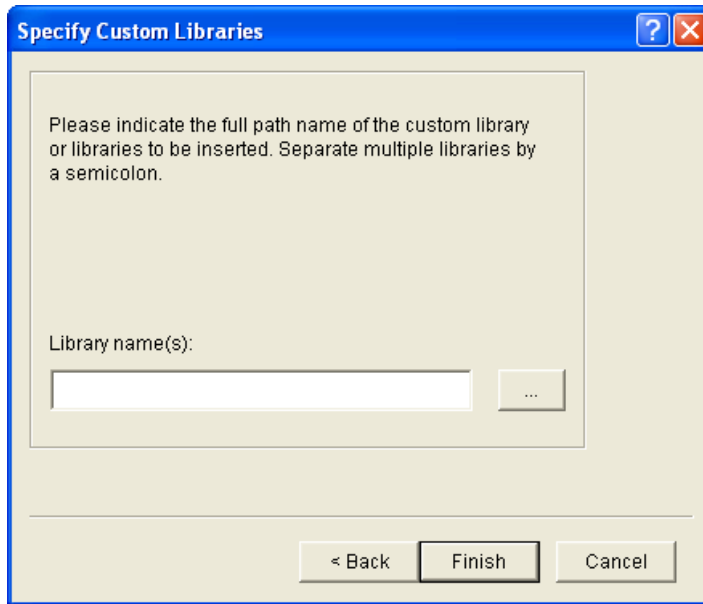 Specify Custom Libraries
Please indicate the full path name of the custom library
or libraries to be inserted. Separate multiple libraries by
a semicolon.
Library name(s):
...
< Back Finish Cancel